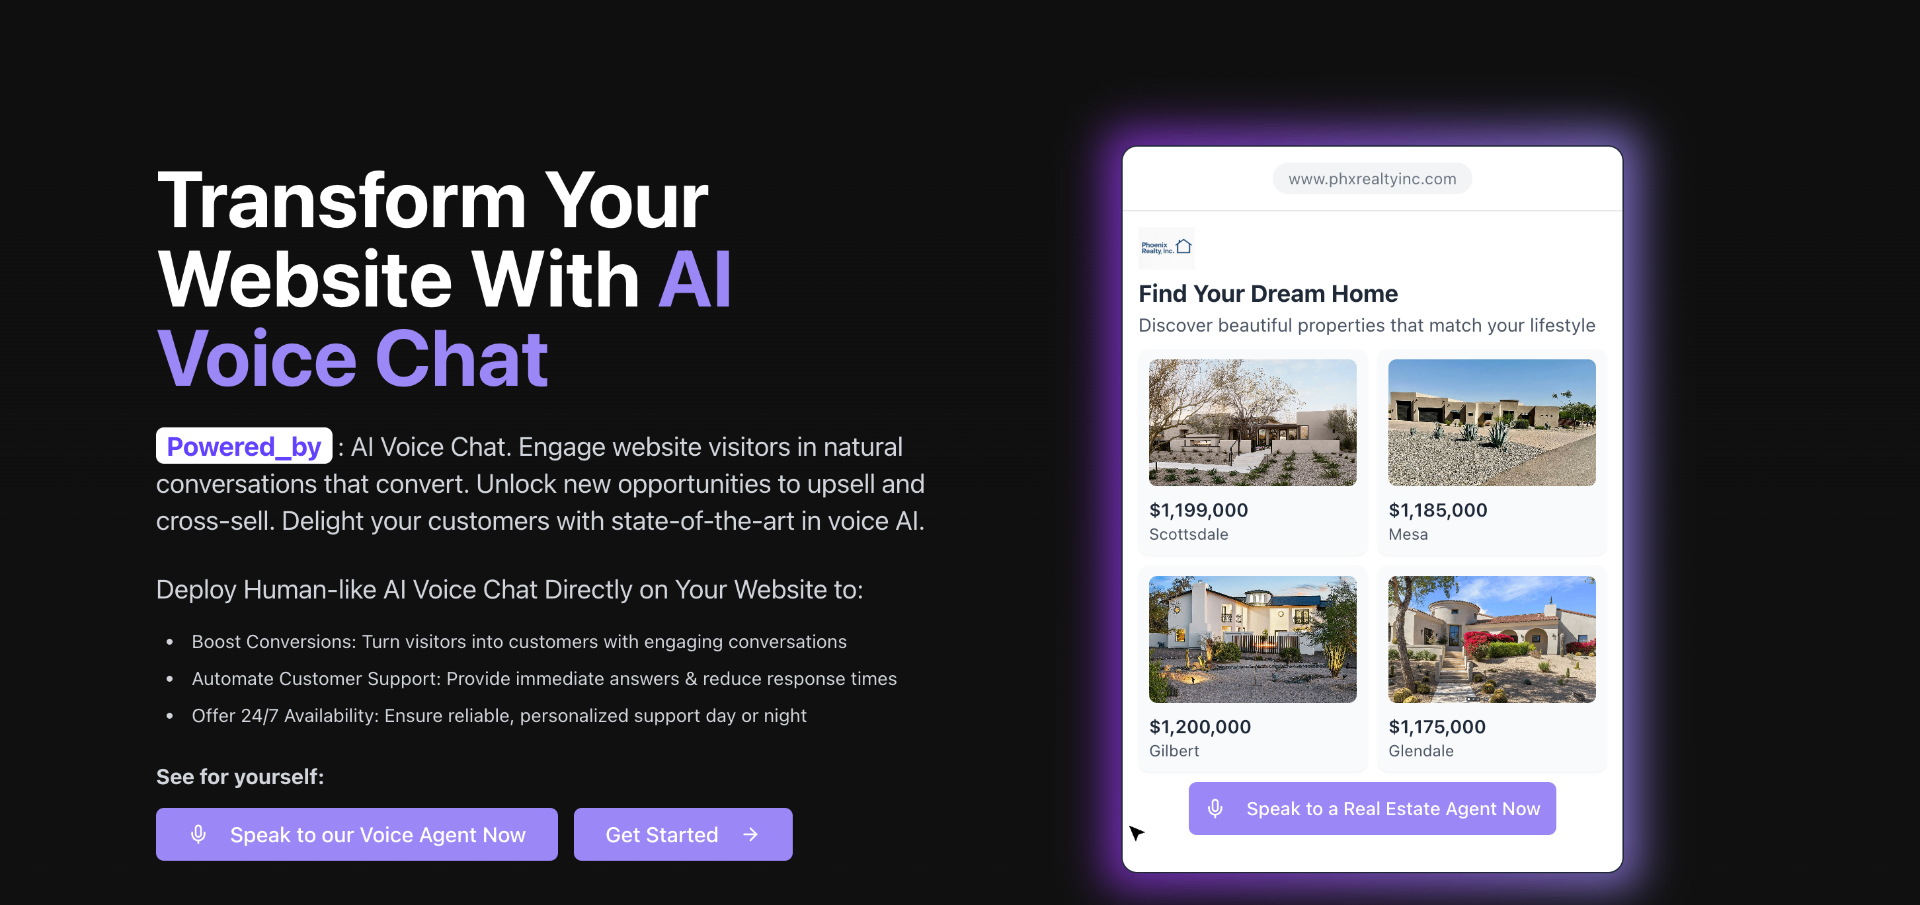 Transform Your
Website With AI
Voice Chat
Powered_by : AI Voice Chat. Engage website visitors in natural
conversations that convert. Unlock new opportunities to upsell and
cross-sell. Delight your customers with state-of-the-art in voice AI.
Deploy Human-like AI Voice Chat Directly on Your Website to:
• Boost Conversions: Turn visitors into customers with engaging conversations
• Automate Customer Support: Provide immediate answers & reduce response times
• Offer 24/7 Availability: Ensure reliable, personalized support day or night
See for yourself:
Speak to our Voice Agent Now
Get Started →
www.phxrealtyinc.com
Phoenix
Realty, Inc.
Find Your Dream Home
Discover beautiful properties that match your lifestyle
$1,199,000
Scottsdale
$1,185,000
Mesa
$1,200,000
Gilbert
$1,175,000
Glendale
Speak to a Real Estate Agent Now